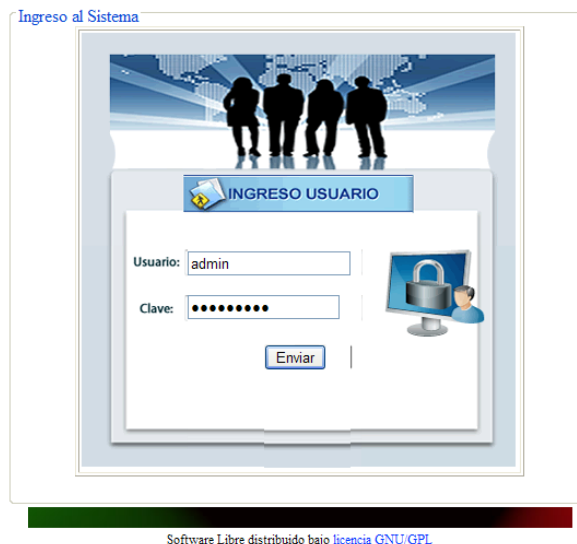 Ingreso al Sistema
INGRESO USUARIO
Usuario: admin
Clave: •••••••••
Enviar
Software Libre distribuido bajo licencia GNU/GPL